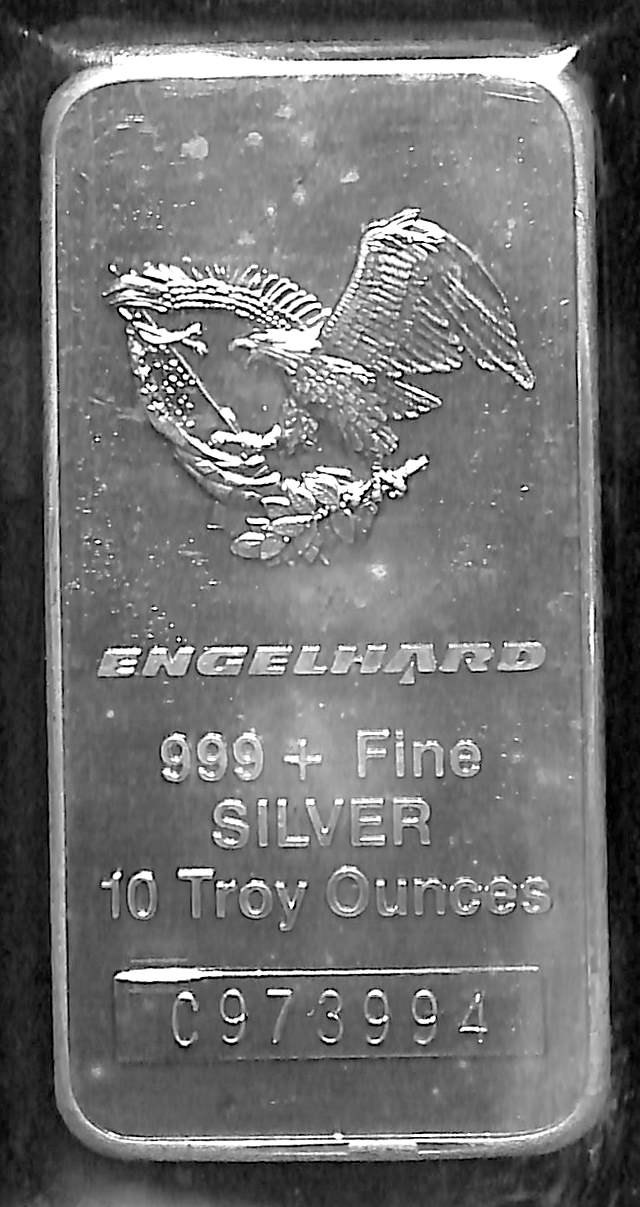 ENGELHARD
999 + Fine
SILVER
10 Troy Ounces
C973994